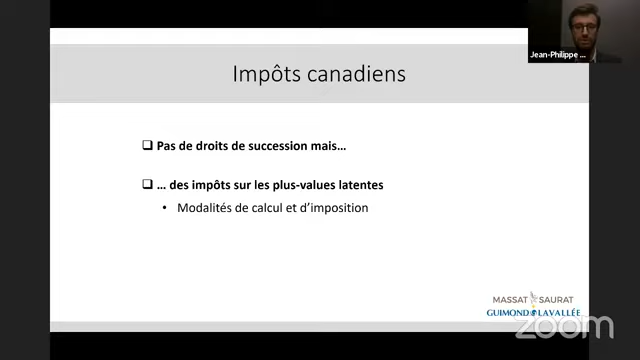 Impôts canadiens
Jean-Philippe ...
Pas de droits de succession mais...
... des impôts sur les plus-values latentes
• Modalités de calcul et d'imposition
MASSAT SAURAT
GUIMOND LAVALLÉE
zoom